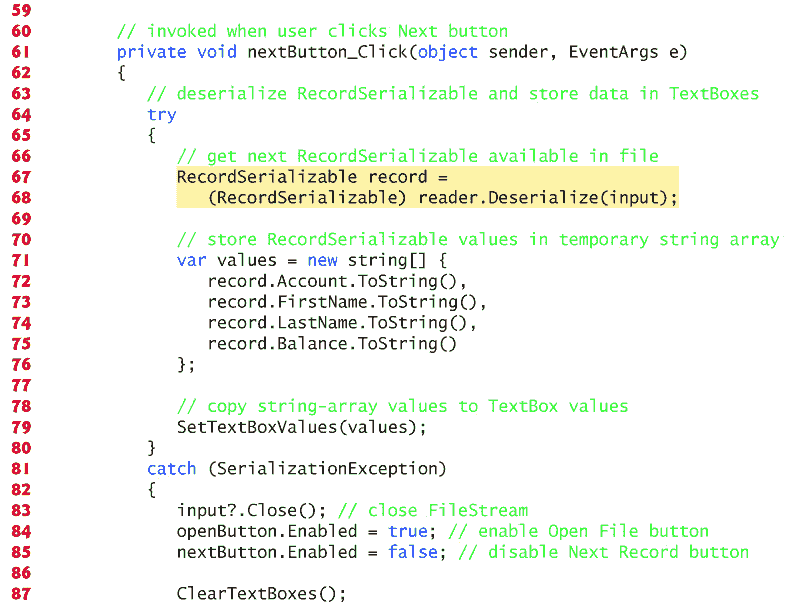 59
60 // invoked when user clicks Next button
61 private void nextButton_Click(object sender, EventArgs e)
62 {
63 // deserialize RecordSerializable and store data in TextBoxes
64 try
65 {
66 // get next RecordSerializable available in file
67 RecordSerializable record =
68 (RecordSerializable) reader.Deserialize(input);
69
70 // store RecordSerializable values in temporary string array
71 var values = new string[] {
72 record.Account.ToString(),
73 record.FirstName.ToString(),
74 record.LastName.ToString(),
75 record.Balance.ToString()
76 };
77
78 // copy string-array values to TextBox values
79 SetTextBoxValues(values);
80 }
81 catch (SerializationException)
82 {
83 input?.Close(); // close FileStream
84 openButton.Enabled = true; // enable Open File button
85 nextButton.Enabled = false; // disable Next Record button
86
87 ClearTextBoxes();